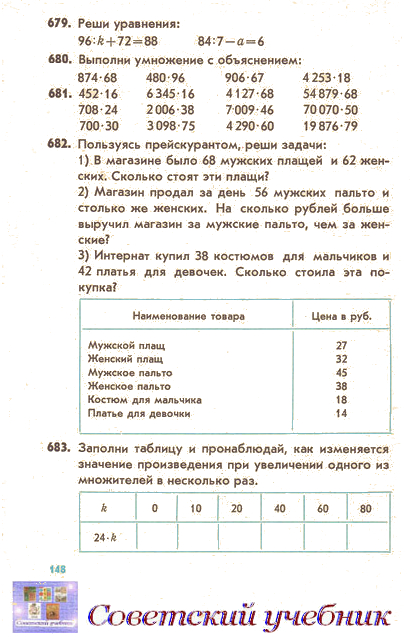 679. Реши уравнения:
96:k+72=88 84:7−a=6
680. Выполни умножение с объяснением:
874·68 480·96 906·67 4 253·18
681. 452·16 6 345·16 4 127·68 54 879·68
708·24 2 006·38 7 009·46 70 070·50
700·30 3 098·75 4 290·60 19 876·79
682. Пользуясь прейскурантом, реши задачи:
1) В магазине было 68 мужских плащей и 62 жен-
ских. Сколько стоят эти плащи?
2) Магазин продал за день 56 мужских пальто и
столько же женских. На сколько рублей больше
выручил магазин за мужские пальто, чем за жен-
ские?
3) Интернат купил 38 костюмов для мальчиков и
42 платья для девочек. Сколько стоила эта по-
купка?
Наименование товара Цена в руб.
Мужской плащ 27
Женский плащ 32
Мужское пальто 45
Женское пальто 38
Костюм для мальчика 18
Платье для девочки 14
683. Заполни таблицу и пронаблюдай, как изменяется
значение произведения при увеличении одного из
множителей в несколько раз.
k 0 10 20 40 60 80
24·k
148
Советский учебник
Советский учебник